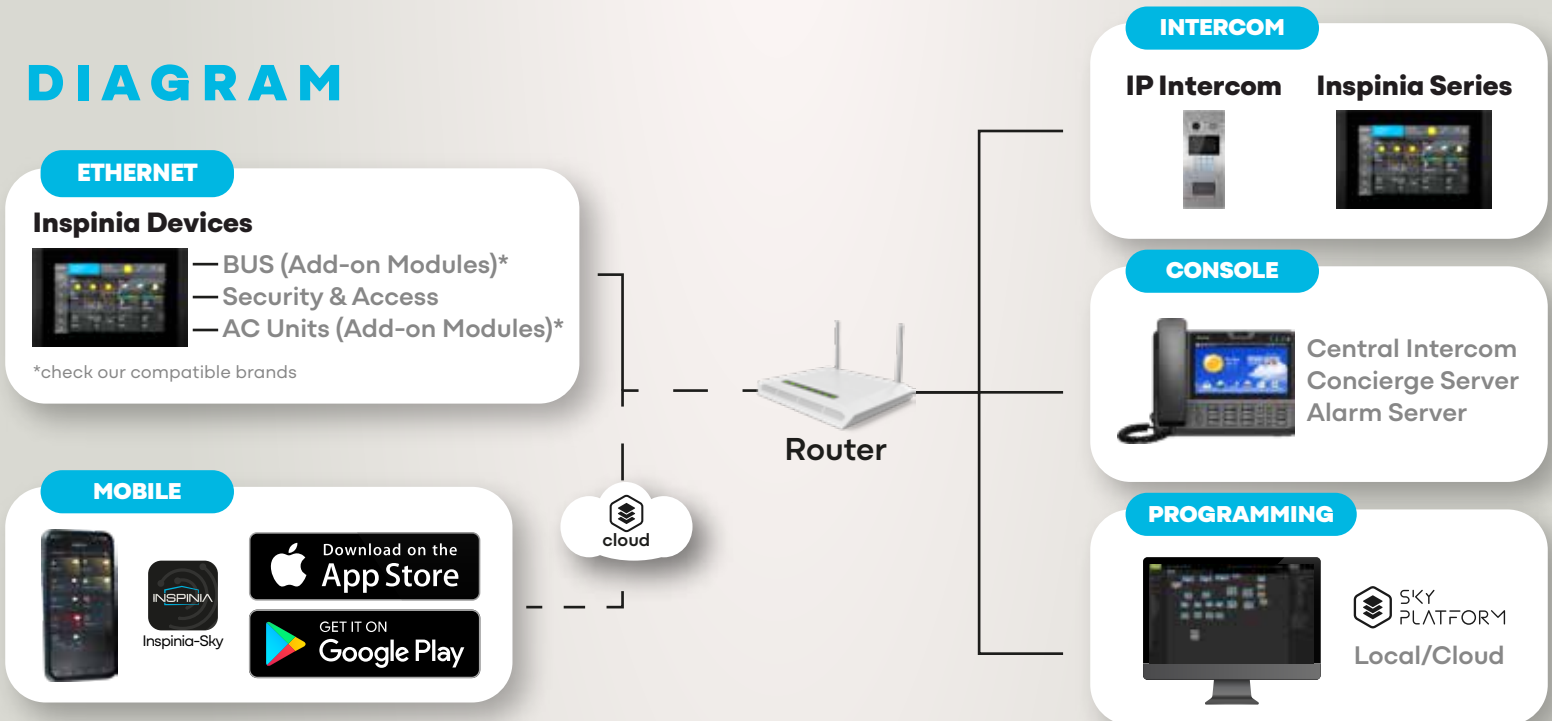 DIAGRAM
ETHERNET
Inspinia Devices
BUS (Add-on Modules)*
Security & Access
AC Units (Add-on Modules)*
*check our compatible brands
MOBILE
INSPINIA
Inspinia-Sky
Download on the
App Store
GET IT ON
Google Play
cloud
Router
INTERCOM
IP Intercom
Inspinia Series
CONSOLE
Central Intercom
Concierge Server
Alarm Server
PROGRAMMING
SKY
PLATFORM
Local/Cloud